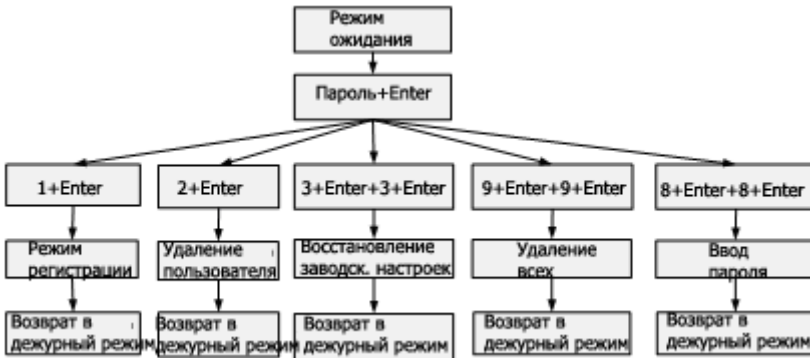 Режим
ожидания
Пароль+Enter
1+Enter
2+Enter
3+Enter+3+Enter
9+Enter+9+Enter
8+Enter+8+Enter
Режим
регистрации
Удаление
пользователя
Восстановление
заводск. настроек
Удаление
всех
Ввод
пароля
Возврат в
дежурный режим
Возврат в
дежурный режим
Возврат в
дежурный режим
Возврат в
дежурный режим
Возврат в
дежурный режим